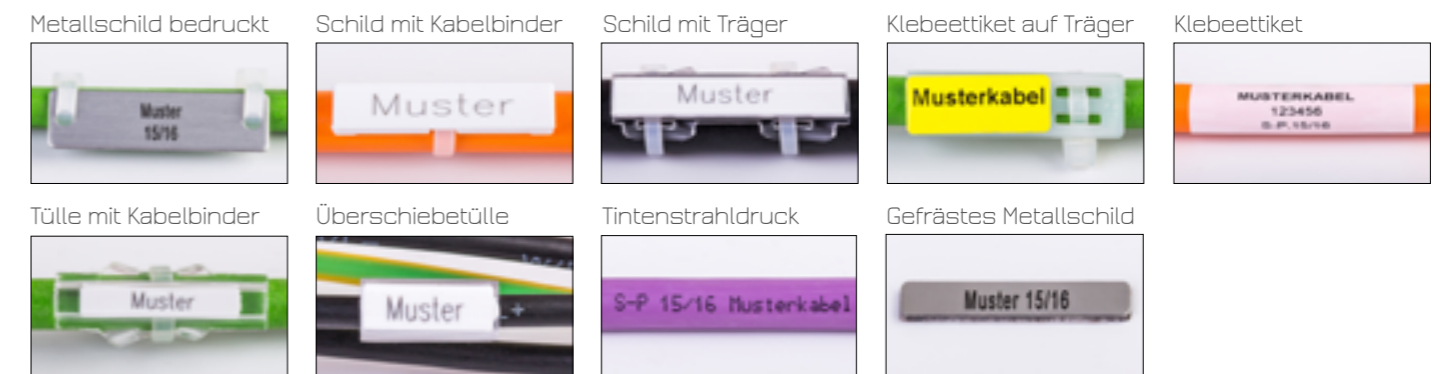 Metallschild bedruckt
Schild mit Kabelbinder
Schild mit Träger
Klebeettiket auf Träger
Klebeettiket
Muster
15/16
Muster
Muster
Musterkabel
MUSTERKABEL
123456
S-P.15/16
Tülle mit Kabelbinder
Überschiebetülle
Tintenstrahldruck
Gefrästes Metallschild
Muster
Muster
L+
S-P 15/16 Musterkabel
Muster 15/16